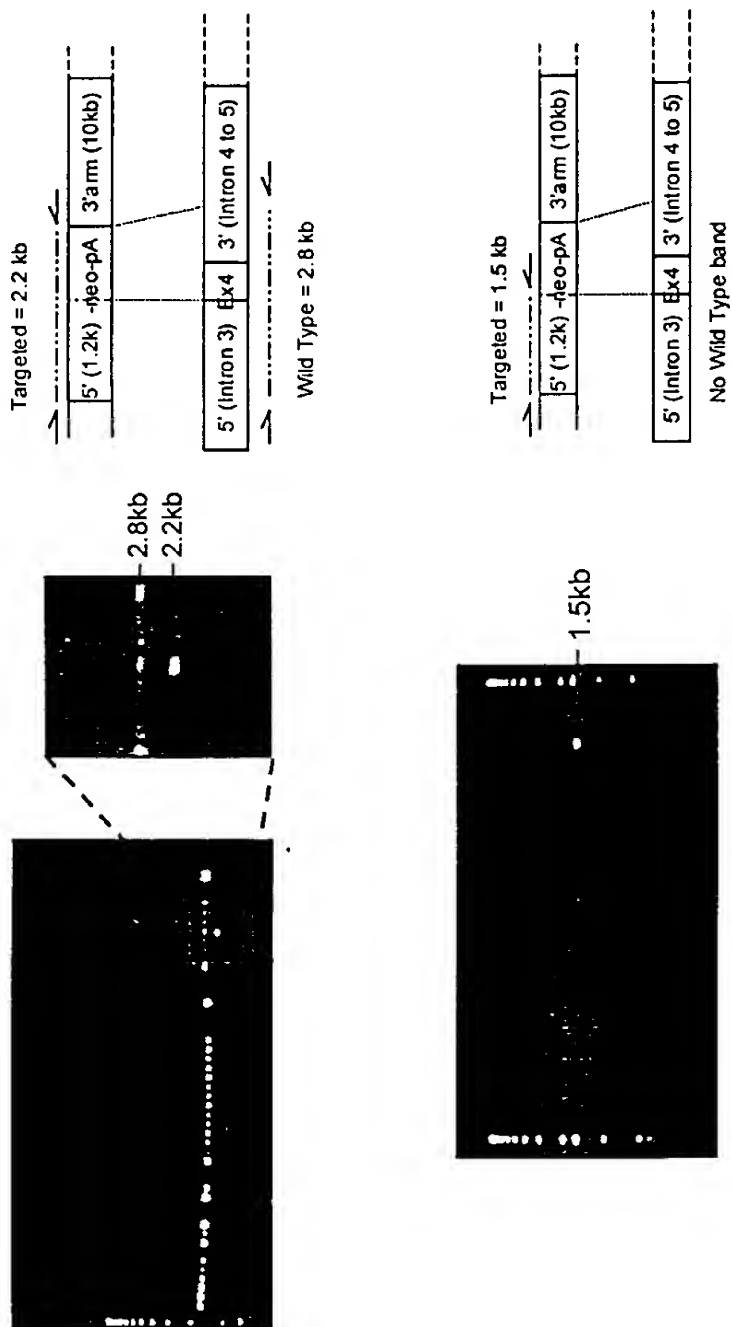 Targeted = 2.2 kb
5' (1.2k) -neo-pA 3'arm (10kb)
5' (Intron 3) Ex4 3' (Intron 4 to 5)
Wild Type = 2.8 kb
2.8kb
2.2kb
Targeted = 1.5 kb
5' (1.2k) -neo-pA 3'arm (10kb)
5' (Intron 3) Ex4 3' (Intron 4 to 5)
No Wild Type band
1.5kb